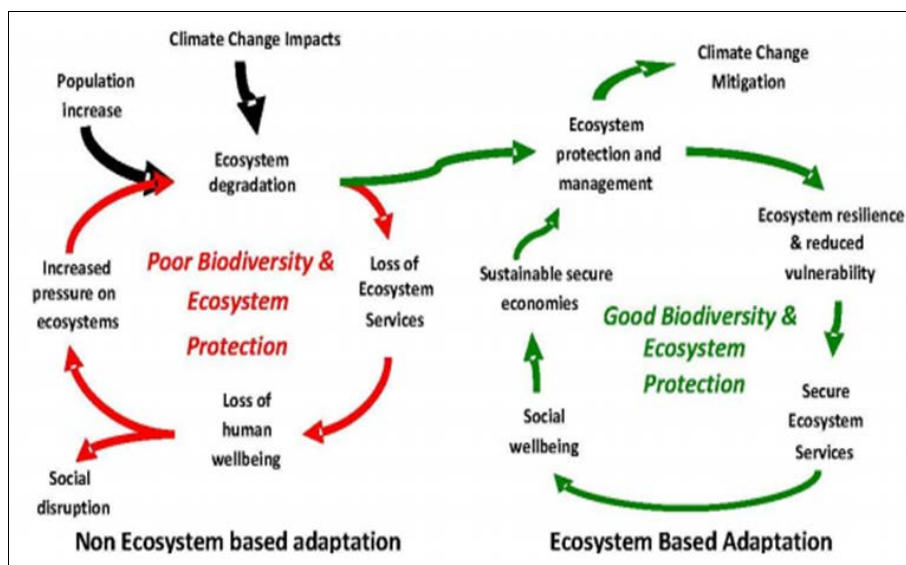 Climate Change Impacts
Population
increase
Ecosystem
degradation
Increased
pressure on
ecosystems
Poor Biodiversity &
Ecosystem
Protection
Loss of
Ecosystem
Services
Loss of
human
wellbeing
Social
disruption
Non Ecosystem based adaptation
Climate Change
Mitigation
Ecosystem
protection and
management
Ecosystem resilience
& reduced
vulnerability
Sustainable secure
economies
Good Biodiversity &
Ecosystem
Protection
Secure
Ecosystem
Services
Social
wellbeing
Ecosystem Based Adaptation